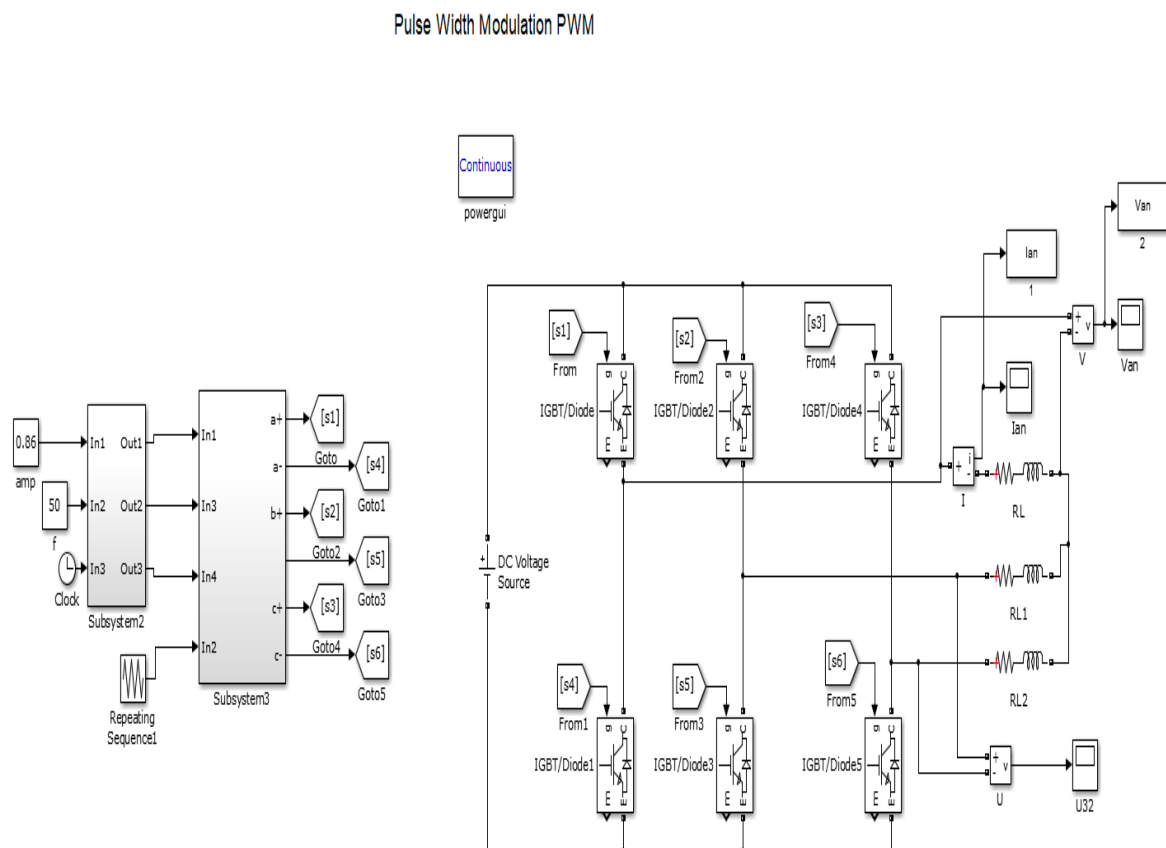 Pulse Width Modulation PWM
Continuous
powergui
Van
2
Ian
1
+
-
v
V
Van
Ian
[s1]
From
[s2]
From2
[s3]
From4
g
C
E
E
IGBT/Diode
g
C
E
E
IGBT/Diode2
g
C
E
E
IGBT/Diode4
0.86
amp
50
f
Clock
In1
In2
In3
Out1
Out2
Out3
Subsystem2
Repeating
Sequence1
In1
In3
In4
In2
a+
a-
b+
c+
c-
Subsystem3
[s1]
Goto
[s4]
Goto1
[s2]
Goto2
[s5]
Goto3
[s3]
Goto4
[s6]
Goto5
+
i
-
I
+
RL
+
RL1
+
RL2
+
DC Voltage
Source
[s4]
From1
[s5]
From3
[s6]
From5
g
C
E
E
IGBT/Diode1
g
C
E
E
IGBT/Diode3
g
C
E
E
IGBT/Diode5
+
-
v
U
U32